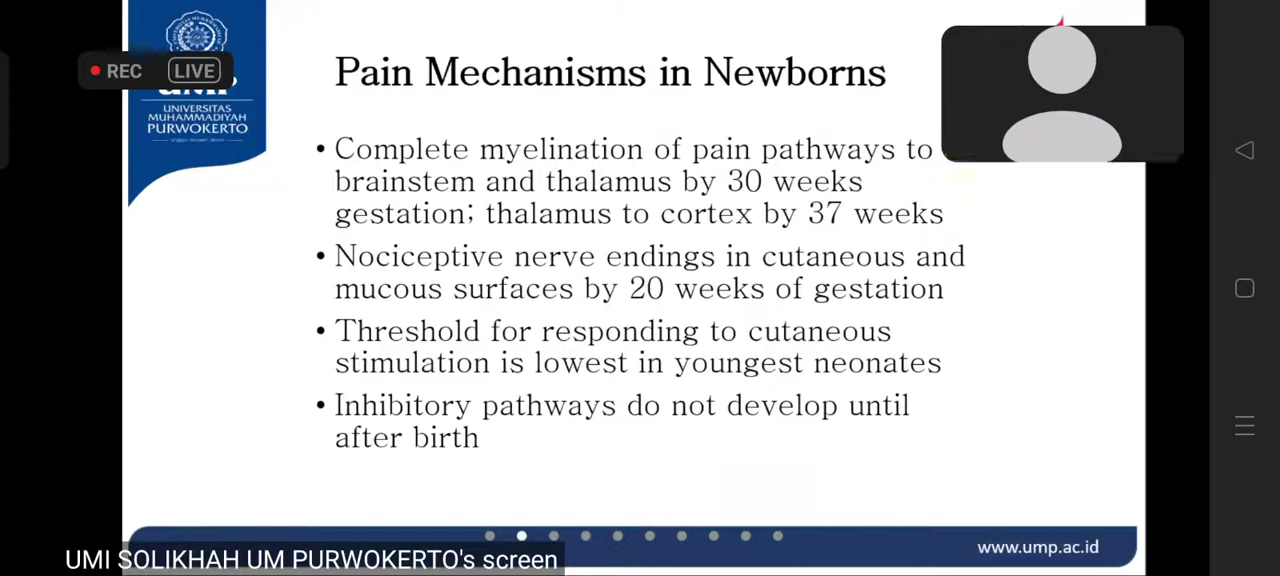 REC LIVE
UNIVERSITAS
MUHAMMADIYAH
PURWOKERTO
Pain Mechanisms in Newborns
• Complete myelination of pain pathways to
brainstem and thalamus by 30 weeks
gestation; thalamus to cortex by 37 weeks
• Nociceptive nerve endings in cutaneous and
mucous surfaces by 20 weeks of gestation
• Threshold for responding to cutaneous
stimulation is lowest in youngest neonates
• Inhibitory pathways do not develop until
after birth
www.ump.ac.id
UMI SOLIKHAH UM PURWOKERTO's screen